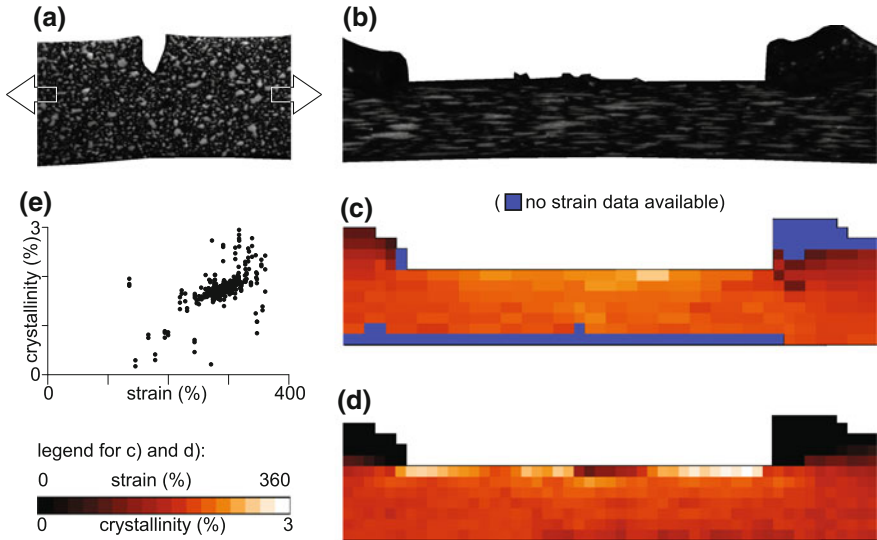 (a)
(b)
(e)
( no strain data available)
(c)
3
crystallinity (%)
0
0
strain (%)
400
(d)
legend for c) and d):
0
strain (%)
360
0
crystallinity (%)
3